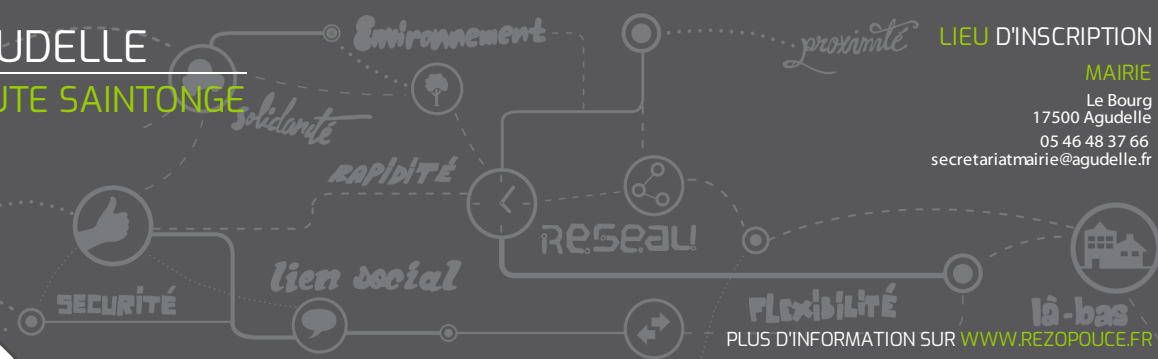 UDELLE
UTE SAINTONGE
Environnement
proximité
LIEU D'INSCRIPTION
MAIRIE
Le Bourg
17500 Agudelle
05 46 48 37 66
secretariatmairie@agudelle.fr
solidarité
RAPIDITÉ
RESEAU
lien social
SECURITÉ
FLEXIBILITÉ
là-bas
PLUS D'INFORMATION SUR WWW.REZOPOUCE.FR